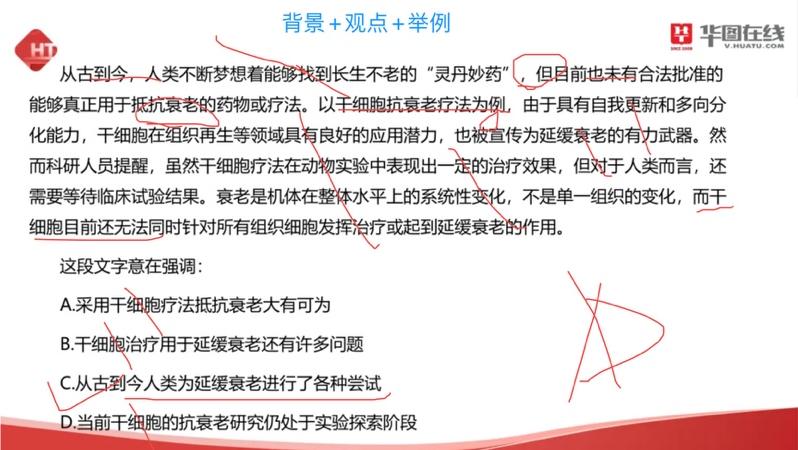 背景+观点+举例
HT
华图在线
SINCE 2001
V.HUATU.COM
从古到今，人类不断梦想着能够找到长生不老的“灵丹妙药”，但目前也未有合法批准的
能够真正用于抵抗衰老的药物或疗法。以干细胞抗衰老疗法为例，由于具有自我更新和多向分
化能力，干细胞在组织再生等领域具有良好的应用潜力，也被宣传为延缓衰老的有力武器。然
而科研人员提醒，虽然干细胞疗法在动物实验中表现出一定的治疗效果，但对于人类而言，还
需要等待临床试验结果。衰老是机体在整体水平上的系统性变化，不是单一组织的变化，而干
细胞目前还无法同时针对所有组织细胞发挥治疗或起到延缓衰老的作用。
这段文字意在强调：
A.采用干细胞疗法抵抗衰老大有可为
B.干细胞治疗用于延缓衰老还有许多问题
C.从古到今人类为延缓衰老进行了各种尝试
D.当前干细胞的抗衰老研究仍处于实验探索阶段